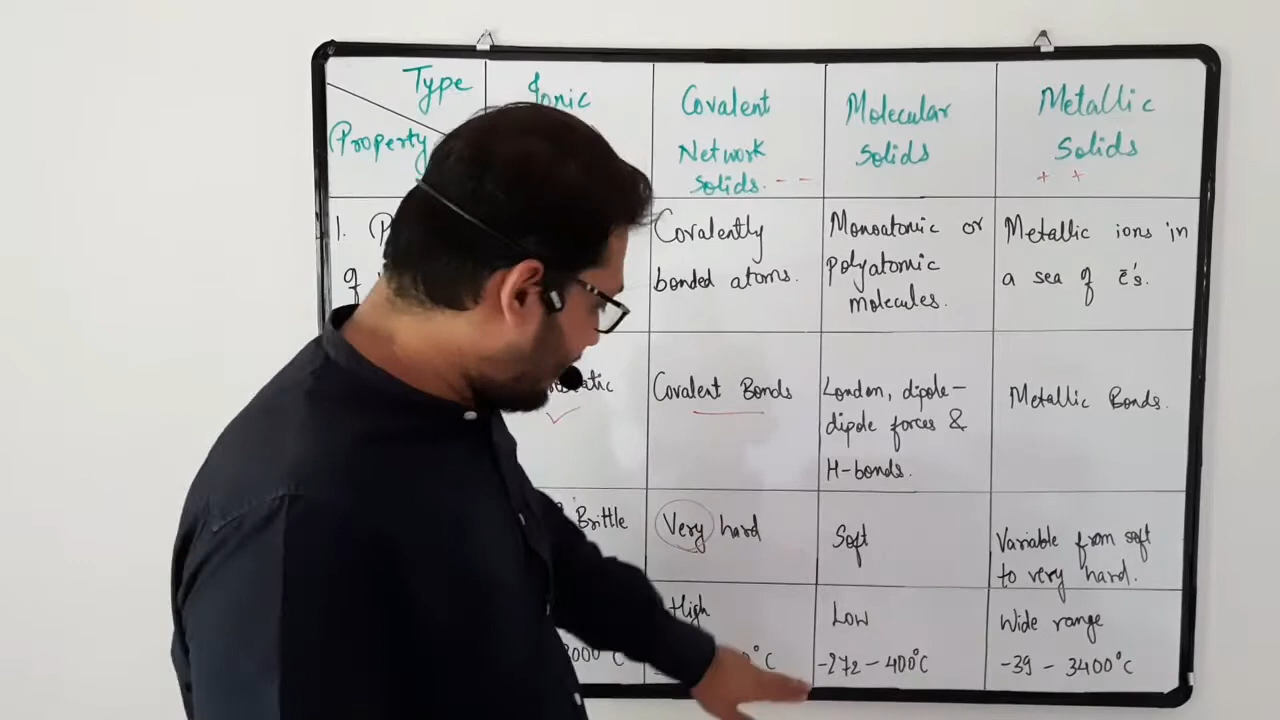 Type
Property
Ionic
Covalent
Network
Solids. - -
Molecular
Solids
Metallic
Solids
+ +
1.
of
Covalently
bonded atoms.
Monoatomic or
polyatomic
molecules.
Metallic ions in
a sea of ē's.
Covalent Bonds
London, dipole-
dipole forces &
H-bonds.
Metallic Bonds.
Brittle
Very hard
Soft
Variable from soft
to very hard.
High
°C
Low
-272 - 400°C
Wide range
-39 - 3400°C